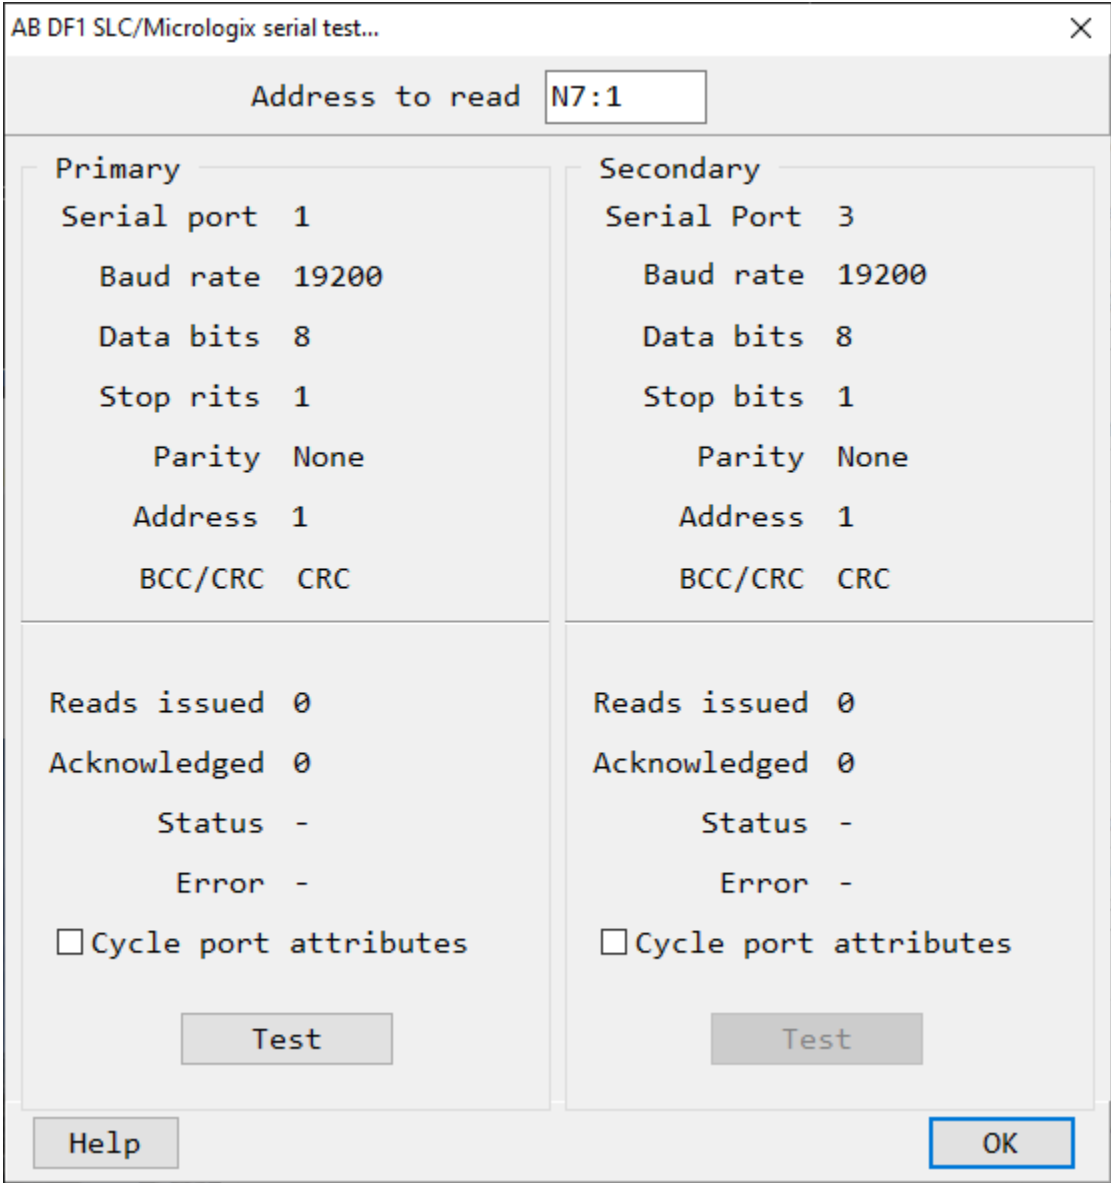 AB DF1 SLC/Micrologix serial test...
Address to read N7:1
Primary
Serial port 1
Baud rate 19200
Data bits 8
Stop rits 1
Parity None
Address 1
BCC/CRC CRC
Reads issued 0
Acknowledged 0
Status -
Error -
Cycle port attributes
Test
Secondary
Serial Port 3
Baud rate 19200
Data bits 8
Stop bits 1
Parity None
Address 1
BCC/CRC CRC
Reads issued 0
Acknowledged 0
Status -
Error -
Cycle port attributes
Test
Help
OK